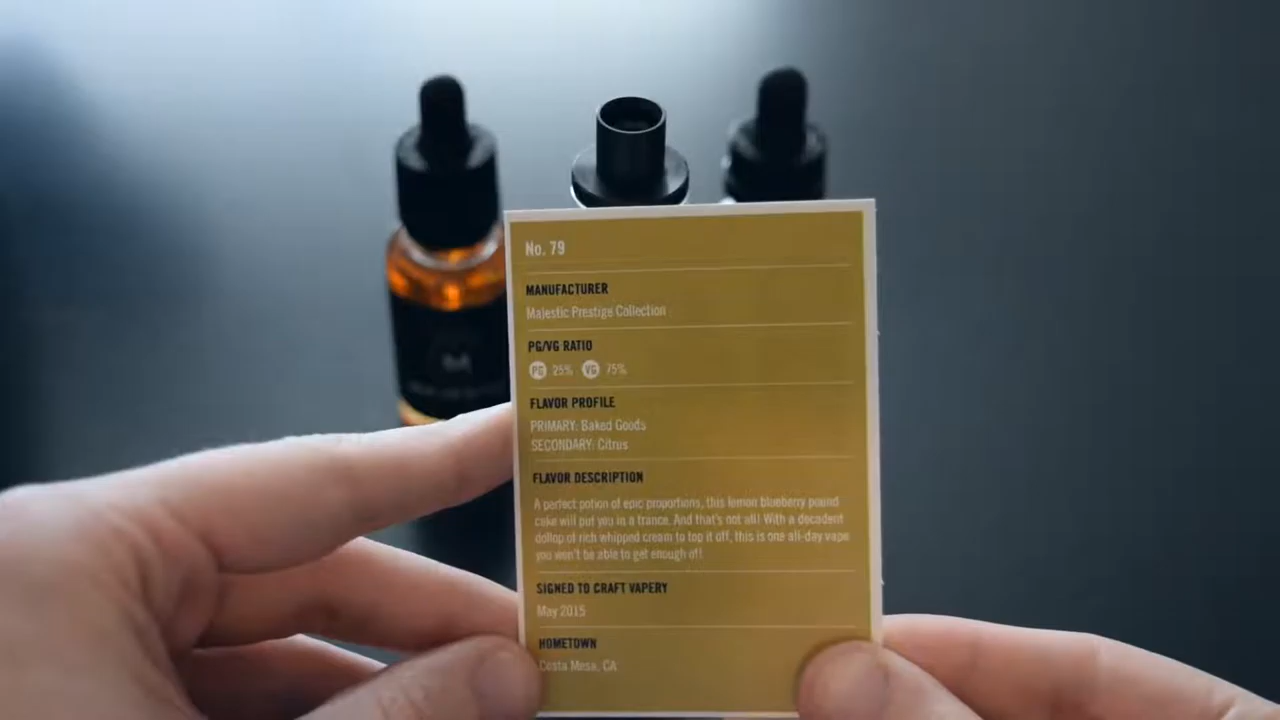 No. 79
MANUFACTURER
Majestic Prestige Collection
PG/VG RATIO
PG 25% VG 75%
FLAVOR PROFILE
PRIMARY: Baked Goods
SECONDARY: Citrus
FLAVOR DESCRIPTION
A perfect potion of epic proportions, this lemon blueberry pound
cake will put you in a trance. And that's not all! With a decadent
dollop of rich whipped cream to top it off, this is one all-day vape
you won't be able to get enough of!
SIGNED TO CRAFT VAPERY
May 2015
HOMETOWN
Costa Mesa, CA